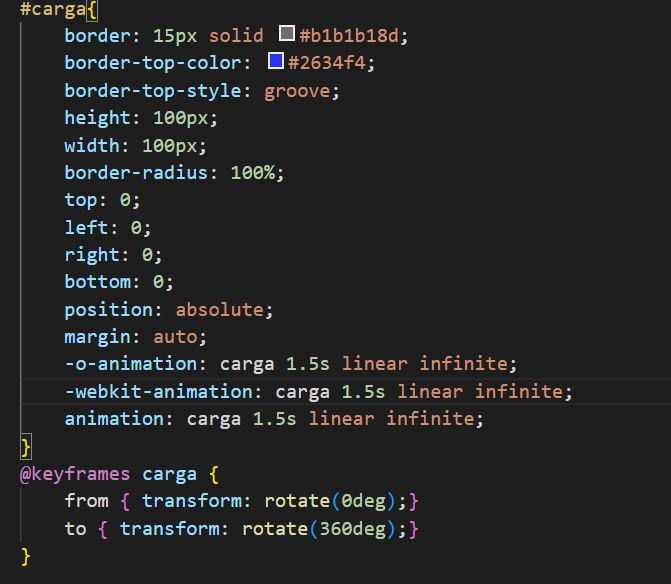 #carga{
    border: 15px solid #b1b1b18d;
    border-top-color: #2634f4;
    border-top-style: groove;
    height: 100px;
    width: 100px;
    border-radius: 100%;
    top: 0;
    left: 0;
    right: 0;
    bottom: 0;
    position: absolute;
    margin: auto;
    -o-animation: carga 1.5s linear infinite;
    -webkit-animation: carga 1.5s linear infinite;
    animation: carga 1.5s linear infinite;
}
@keyframes carga {
    from { transform: rotate(0deg);}
    to { transform: rotate(360deg);}
}